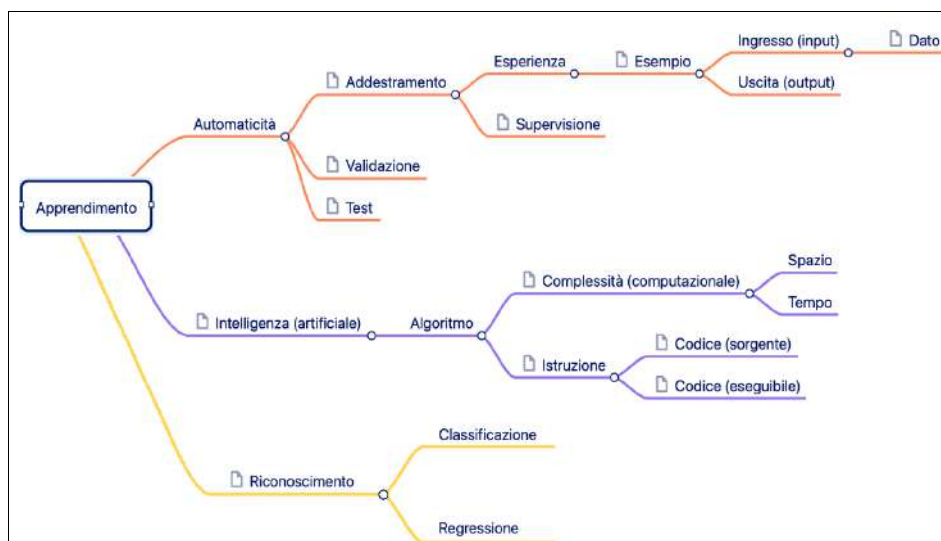 Apprendimento
Automaticità
Addestramento
Esperienza
Esempio
Ingresso (input)
Dato
Uscita (output)
Supervisione
Validazione
Test
Intelligenza (artificiale)
Algoritmo
Complessità (computazionale)
Spazio
Tempo
Istruzione
Codice (sorgente)
Codice (eseguibile)
Riconoscimento
Classificazione
Regressione